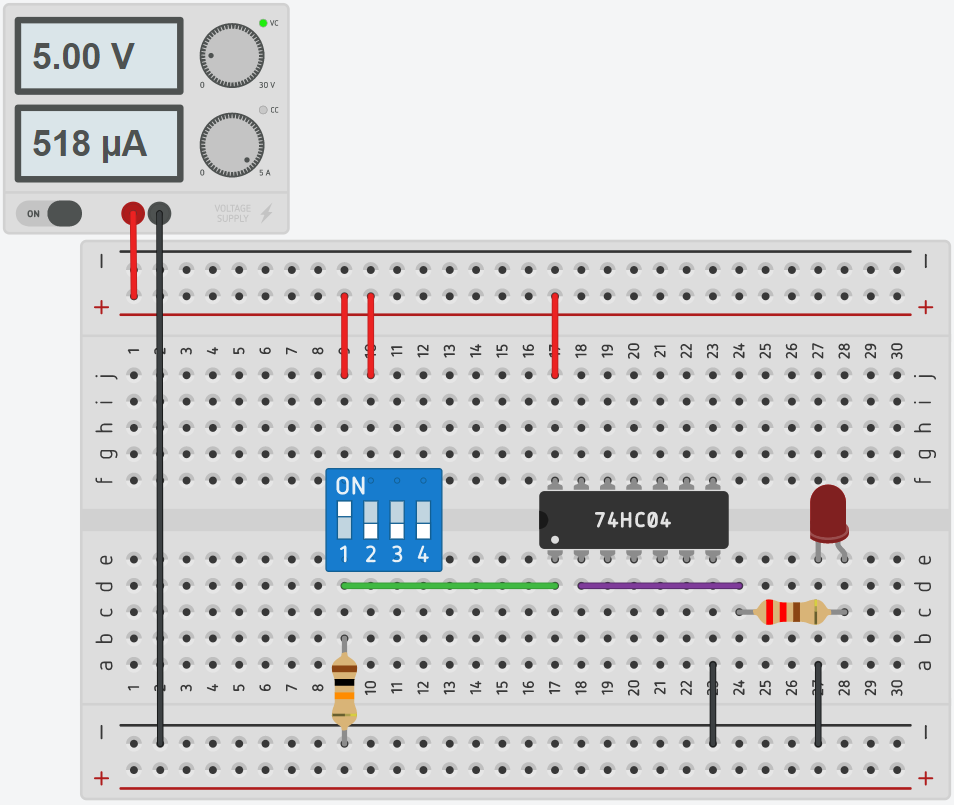 5.00 V
VC
0 30 V
518 µA
CC
0 5 A
ON
VOLTAGE
SUPPLY
− −
+ +
1 2 3 4 5 6 7 8 9 10 11 12 13 14 15 16 17 18 19 20 21 22 23 24 25 26 27 28 29 30
j j
i i
h h
g g
f f
ON
74HC04
1 2 3 4
e e
d d
c c
b b
a a
1 2 3 4 5 6 7 8 10 11 12 13 14 15 16 17 18 19 20 21 22 23 24 25 26 27 28 29 30
− −
+ +